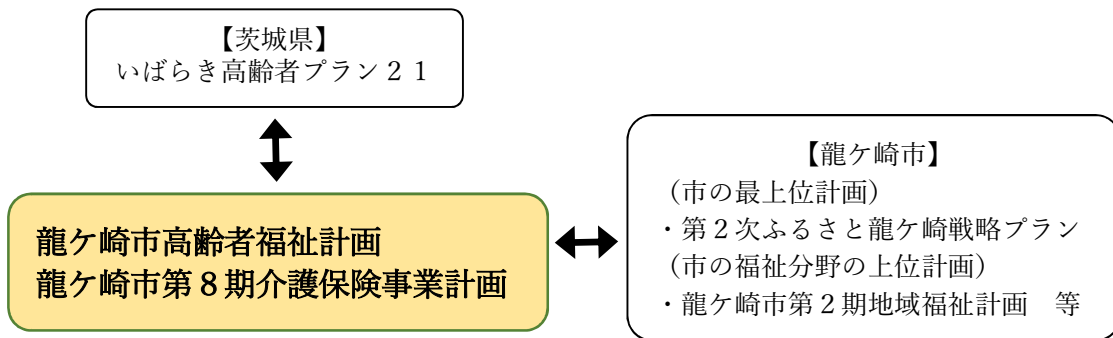 【茨城県】
いばらき高齢者プラン２１
龍ケ崎市高齢者福祉計画
龍ケ崎市第８期介護保険事業計画
【龍ケ崎市】
（市の最上位計画）
・第２次ふるさと龍ケ崎戦略プラン
（市の福祉分野の上位計画）
・龍ケ崎市第２期地域福祉計画　等